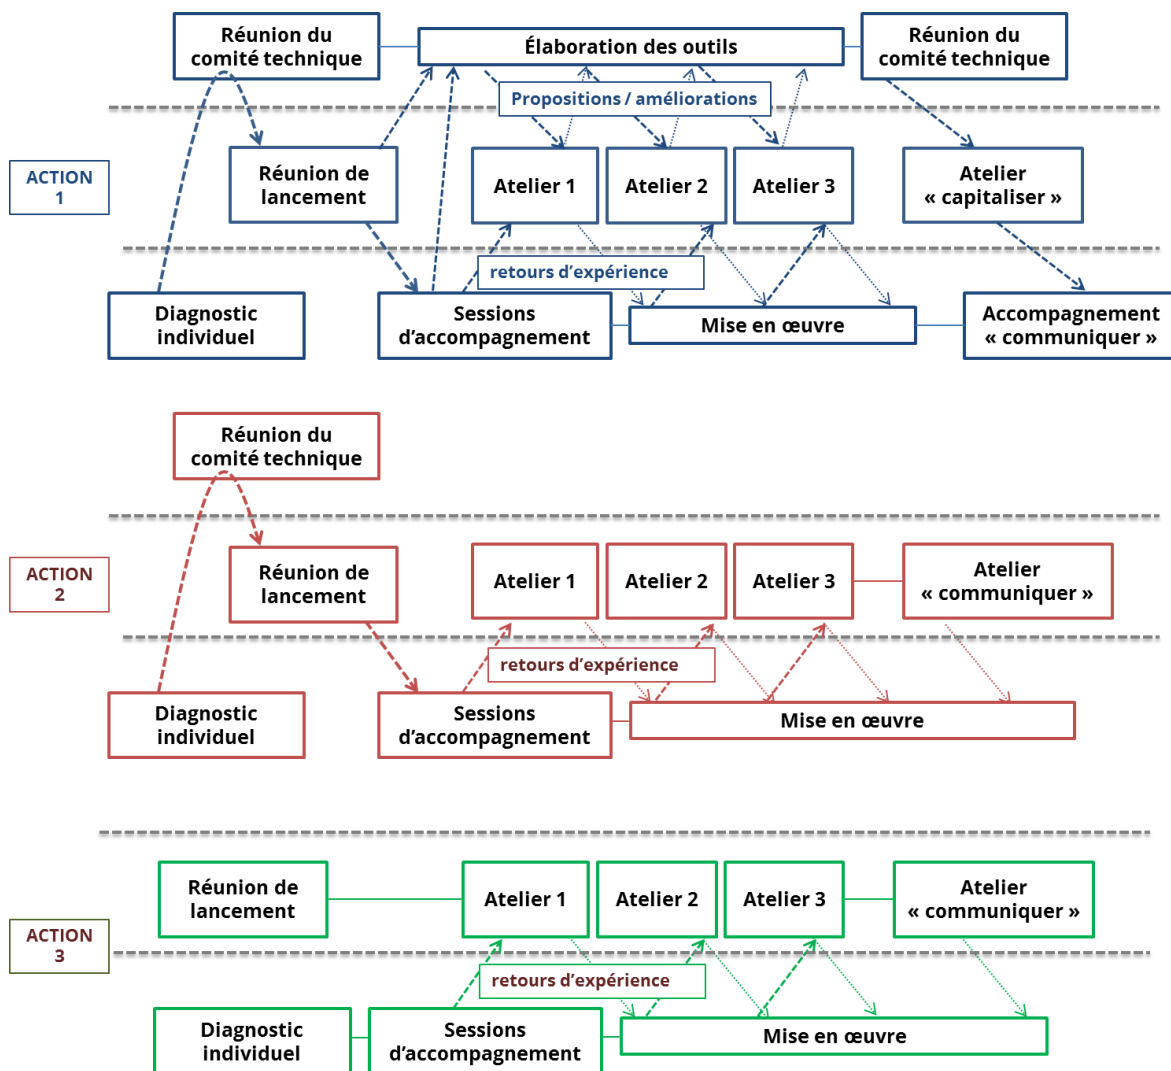 Réunion du
comité technique
Élaboration des outils
Réunion du
comité technique
Propositions / améliorations
ACTION
1
Réunion de
lancement
Atelier 1
Atelier 2
Atelier 3
Atelier
« capitaliser »
retours d’expérience
Diagnostic
individuel
Sessions
d’accompagnement
Mise en œuvre
Accompagnement
« communiquer »
Réunion du
comité technique
ACTION
2
Réunion de
lancement
Atelier 1
Atelier 2
Atelier 3
Atelier
« communiquer »
retours d’expérience
Diagnostic
individuel
Sessions
d’accompagnement
Mise en œuvre
ACTION
3
Réunion de
lancement
Atelier 1
Atelier 2
Atelier 3
Atelier
« communiquer »
retours d’expérience
Diagnostic
individuel
Sessions
d’accompagnement
Mise en œuvre